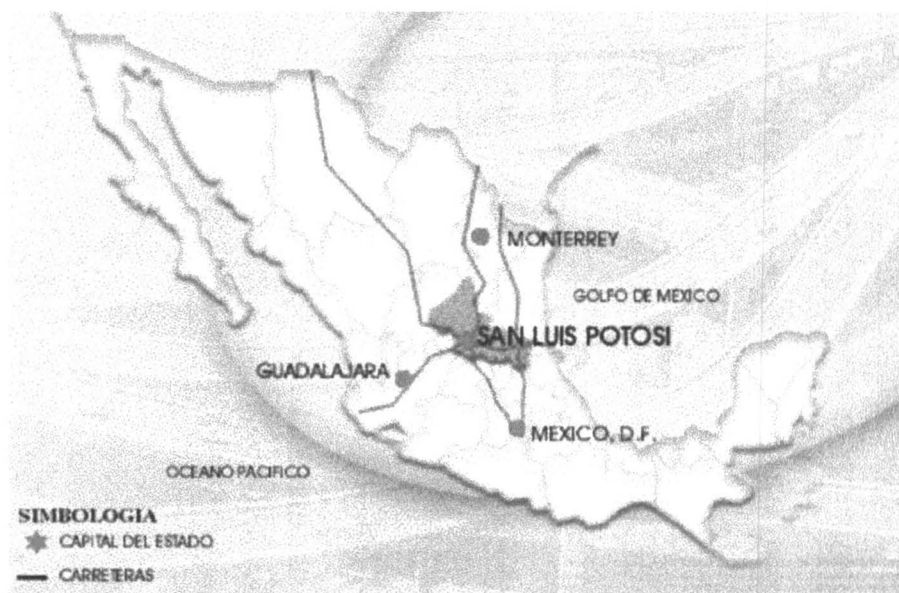 MONTERREY
GOLFO DE MEXICO
SAN LUIS POTOSI
GUADALAJARA
MEXICO, D.F.
OCEANO PACIFICO
SIMBOLOGIA
CAPITAL DEL ESTADO
CARRETERAS